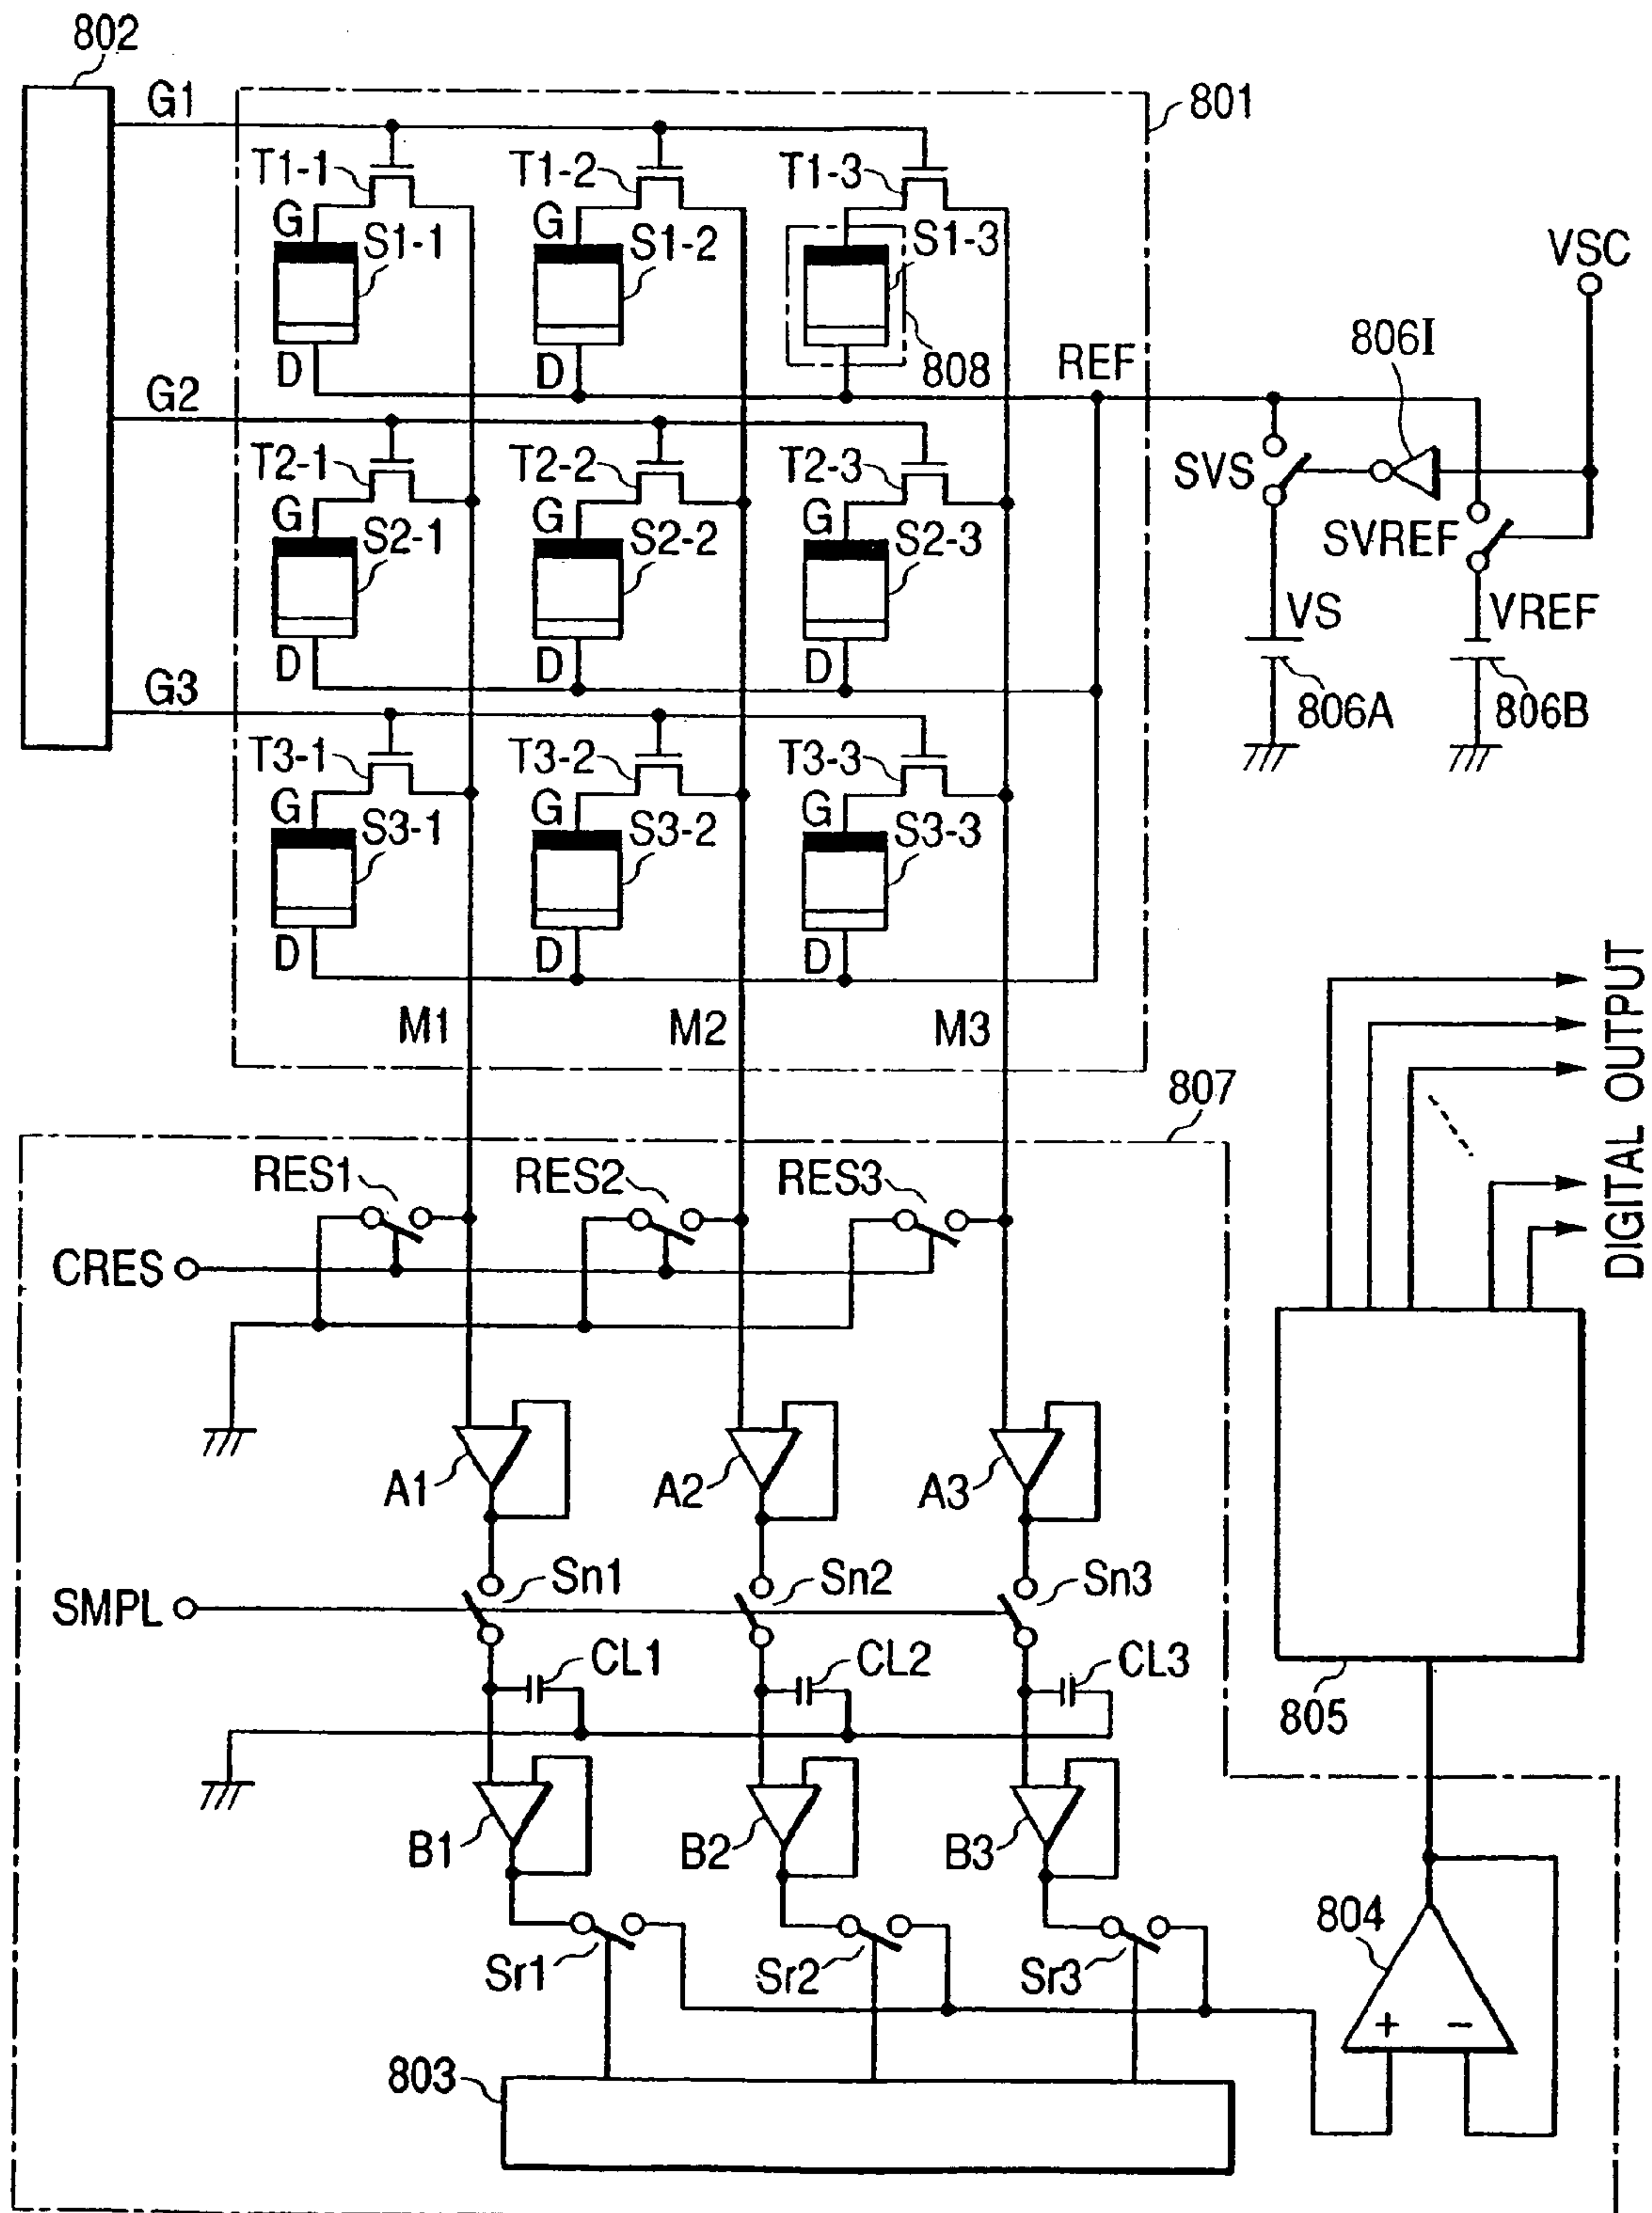 802
G1
801
T1-1
T1-2
T1-3
G
S1-1
G
S1-2
S1-3
VSC
806I
D
D
808
REF
G2
T2-1
T2-2
T2-3
SVS
G
S2-1
G
S2-2
G
S2-3
SVREF
VS
VREF
D
D
D
G3
806A
806B
T3-1
T3-2
T3-3
G
S3-1
G
S3-2
G
S3-3
D
D
D
M1
M2
M3
DIGITAL OUTPUT
807
RES1
RES2
RES3
CRES
A1
A2
A3
Sn1
Sn2
Sn3
SMPL
CL1
CL2
CL3
805
B1
B2
B3
804
Sr1
Sr2
Sr3
+
−
803